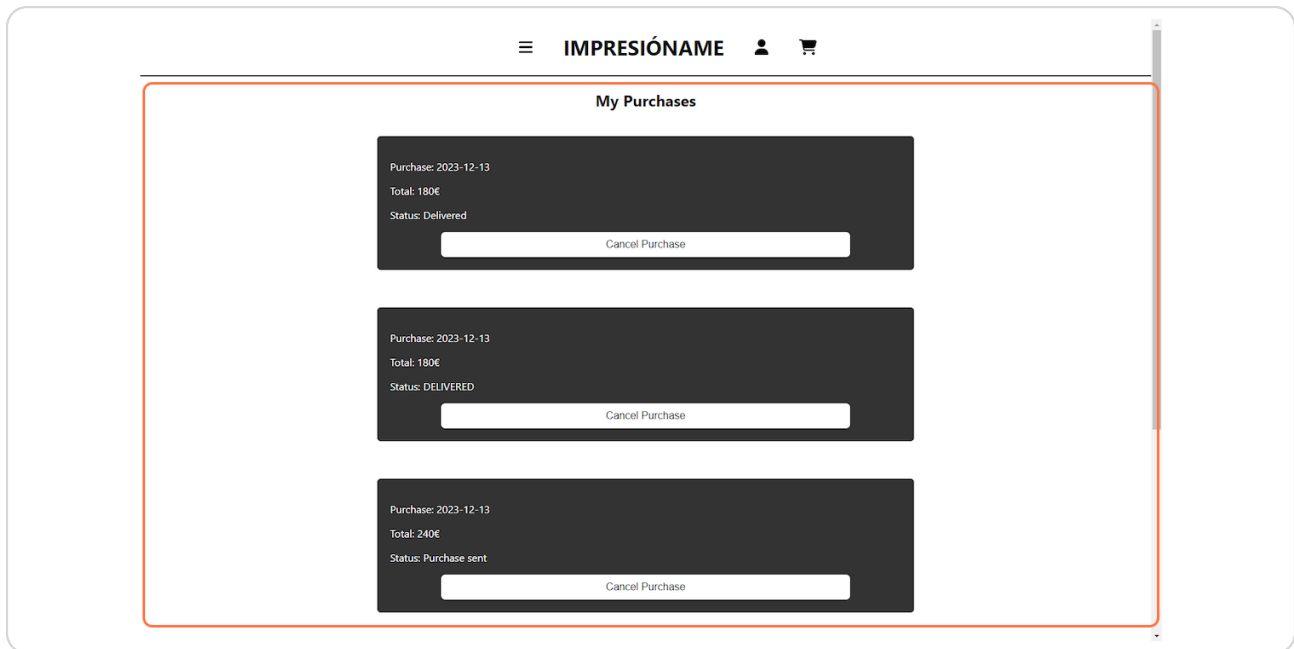 IMPRESIÓNAME
My Purchases
Purchase: 2023-12-13
Total: 180€
Status: Delivered
Cancel Purchase
Purchase: 2023-12-13
Total: 180€
Status: DELIVERED
Cancel Purchase
Purchase: 2023-12-13
Total: 240€
Status: Purchase sent
Cancel Purchase